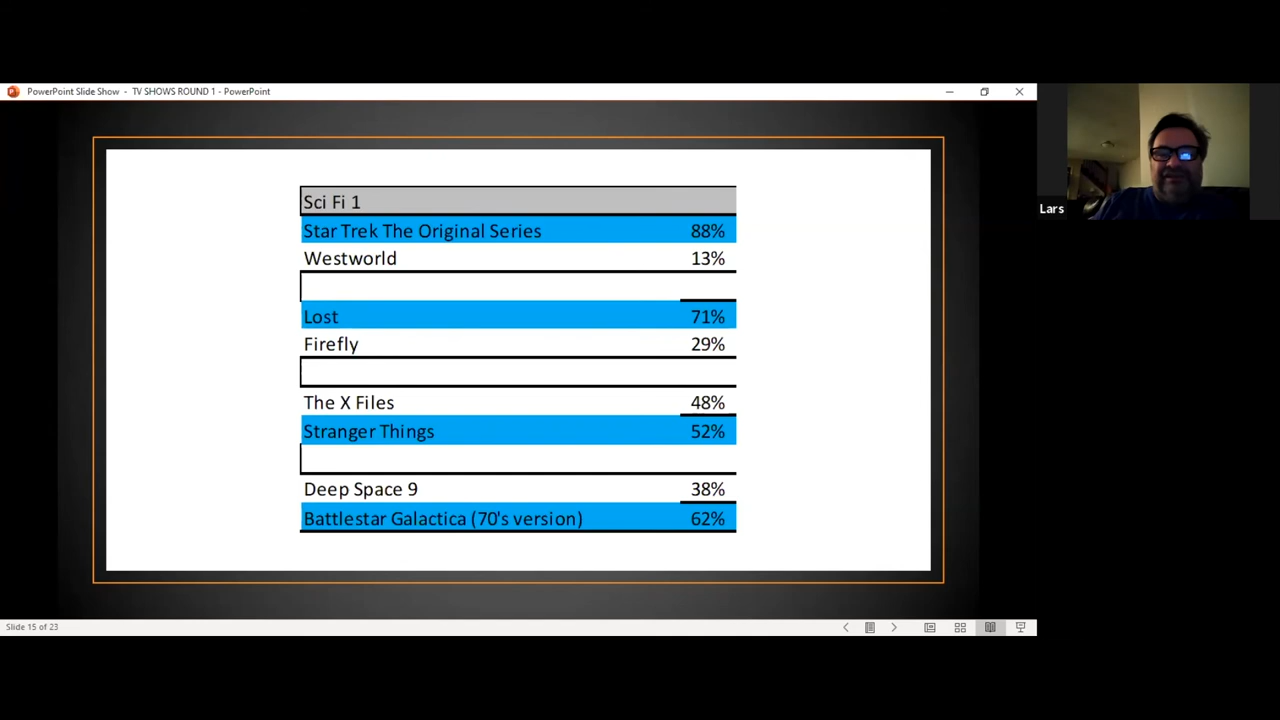 PowerPoint Slide Show - TV SHOWS ROUND 1 - PowerPoint
Lars
Sci Fi 1
Star Trek The Original Series 88%
Westworld 13%
Lost 71%
Firefly 29%
The X Files 48%
Stranger Things 52%
Deep Space 9 38%
Battlestar Galactica (70's version) 62%
Slide 15 of 23